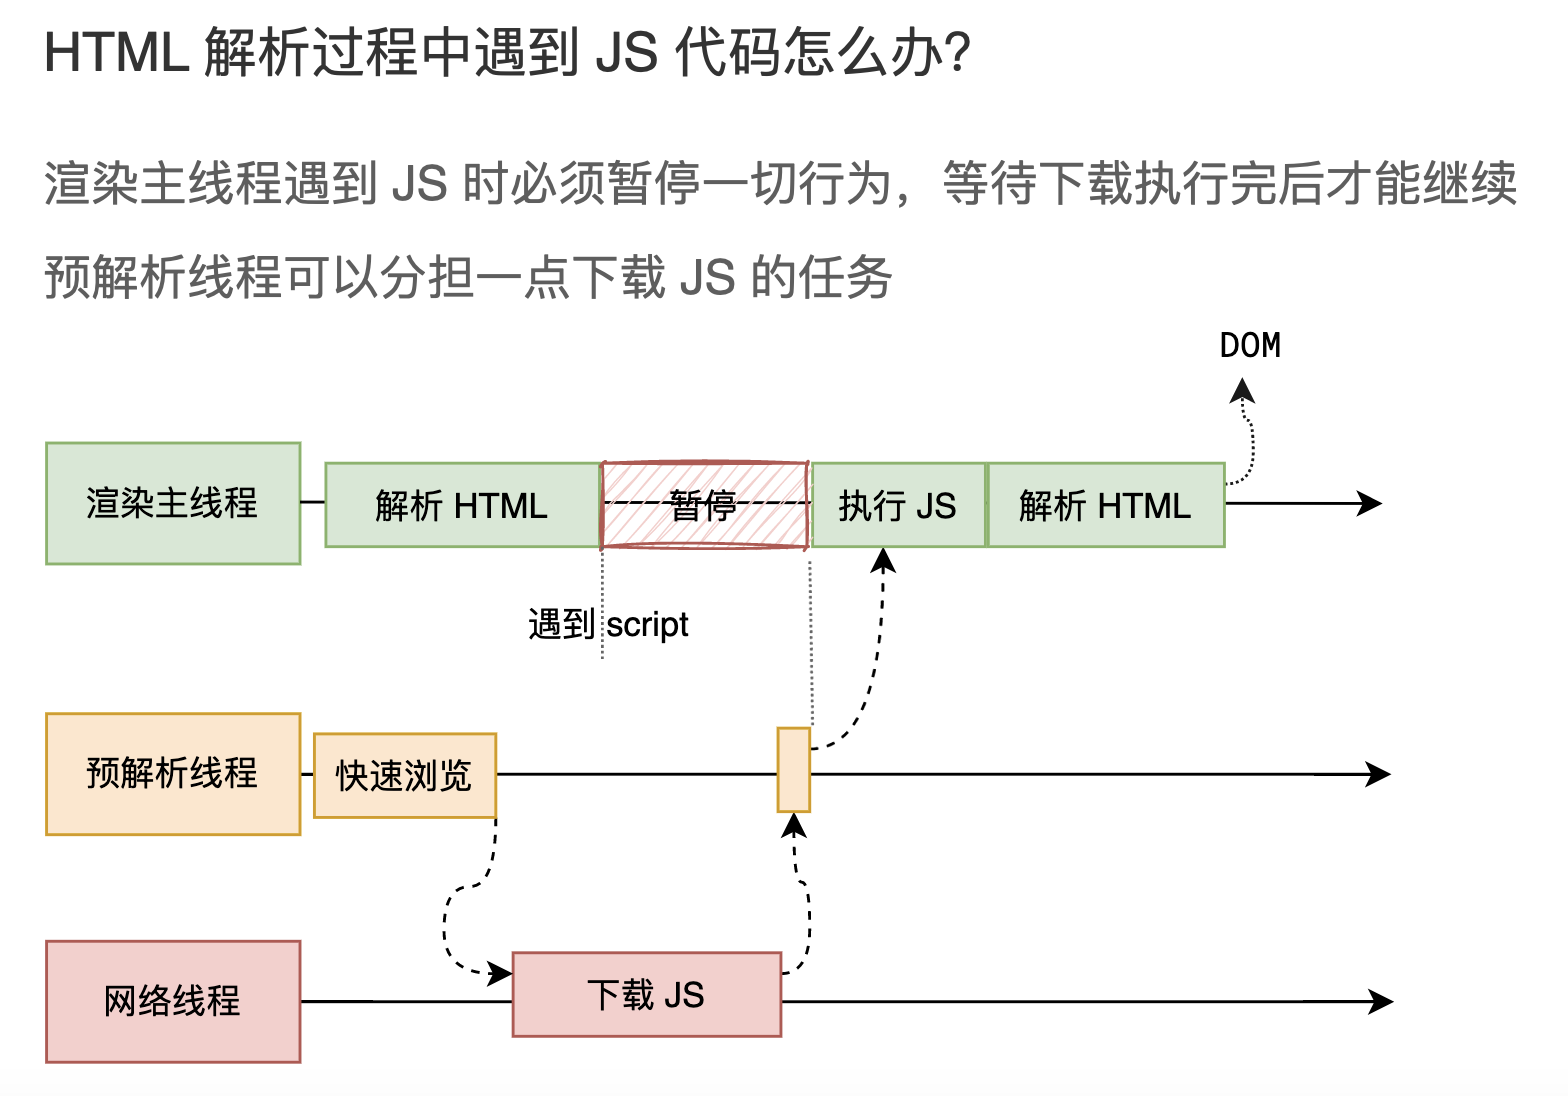 HTML 解析过程中遇到 JS 代码怎么办?
渲染主线程遇到 JS 时必须暂停一切行为，等待下载执行完后才能继续
预解析线程可以分担一点下载 JS 的任务
DOM
渲染主线程
解析 HTML
暂停
执行 JS
解析 HTML
遇到 script
预解析线程
快速浏览
网络线程
下载 JS